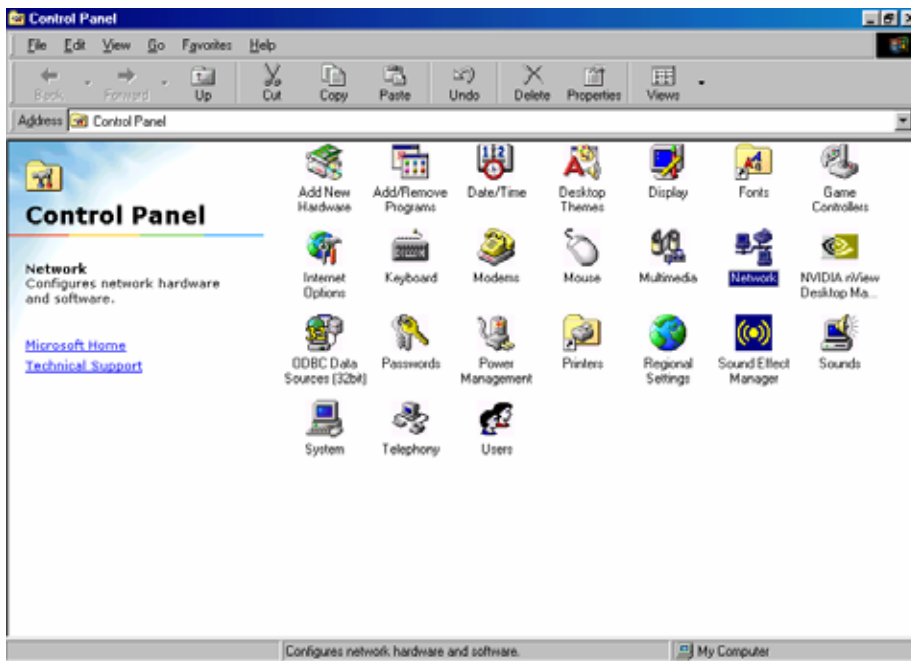 Control Panel
File Edit View Go Favorites Help
Back Forward Up Cut Copy Paste Undo Delete Properties Views
Address Control Panel
Control Panel
Network
Configures network hardware
and software.
Microsoft Home
Technical Support
Add New
Hardware
Add/Remove
Programs
Date/Time
Desktop
Themes
Display
Fonts
Game
Controllers
Internet
Options
Keyboard
Modems
Mouse
Multimedia
Network
NVIDIA nView
Desktop Ma...
ODBC Data
Sources (32bit)
Passwords
Power
Management
Printers
Regional
Settings
Sound Effect
Manager
Sounds
System
Telephony
Users
Configures network hardware and software.
My Computer